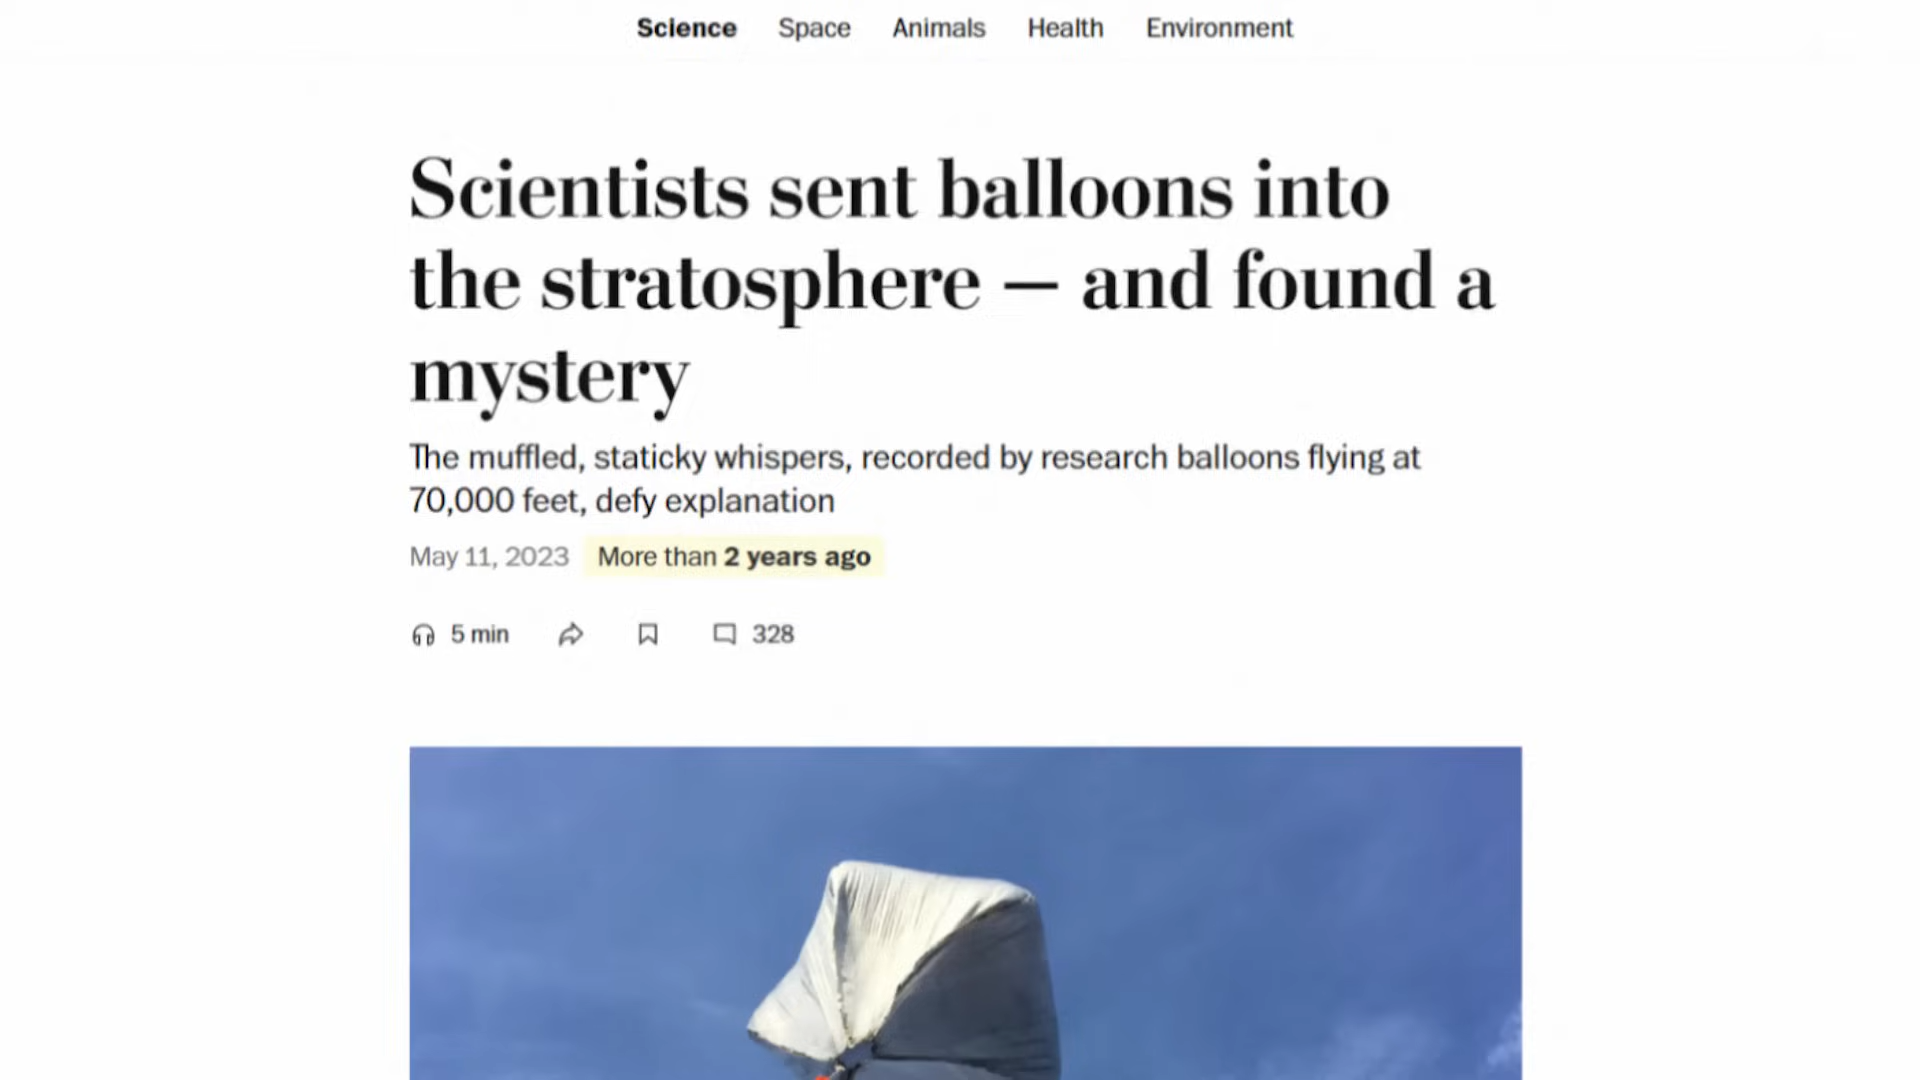 Science Space Animals Health Environment
Scientists sent balloons into
the stratosphere — and found a
mystery
The muffled, staticky whispers, recorded by research balloons flying at
70,000 feet, defy explanation
May 11, 2023 More than 2 years ago
5 min 328